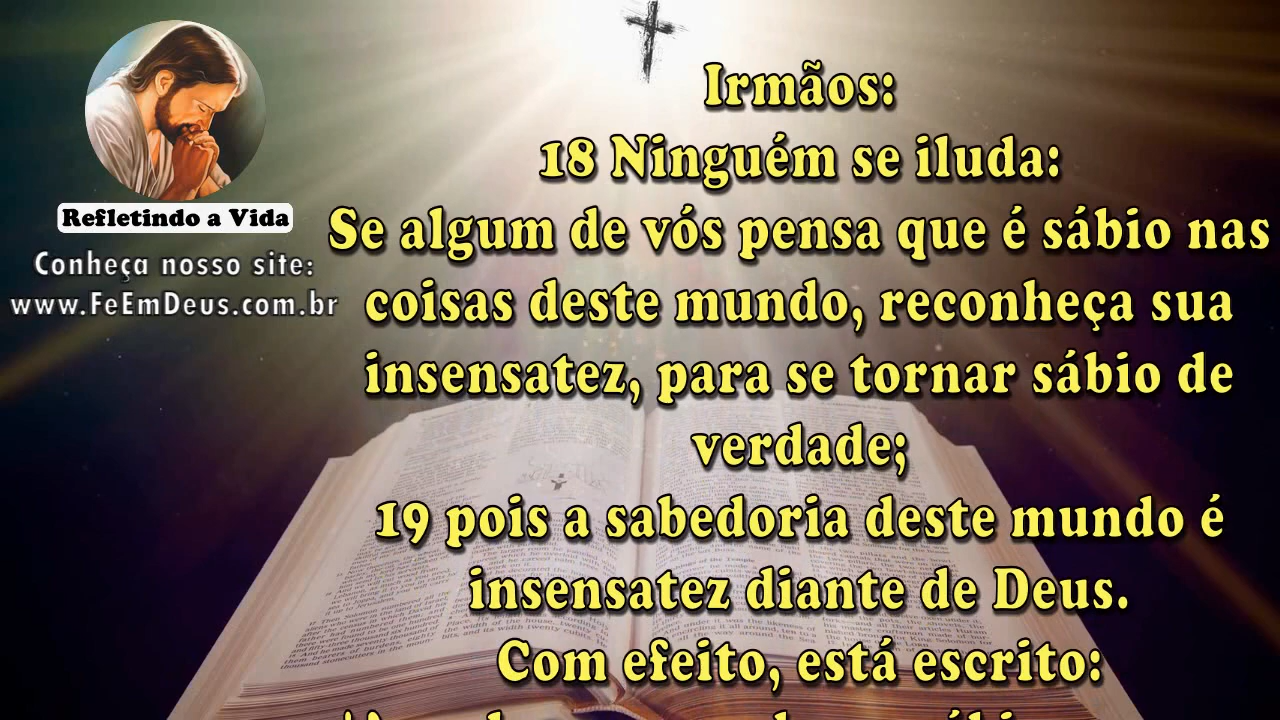 Irmãos:
18 Ninguém se iluda:
Se algum de vós pensa que é sábio nas
coisas deste mundo, reconheça sua
insensatez, para se tornar sábio de
verdade;
19 pois a sabedoria deste mundo é
insensatez diante de Deus.
Com efeito, está escrito:
Refletindo a Vida
Conheça nosso site:
www.FeEmDeus.com.br